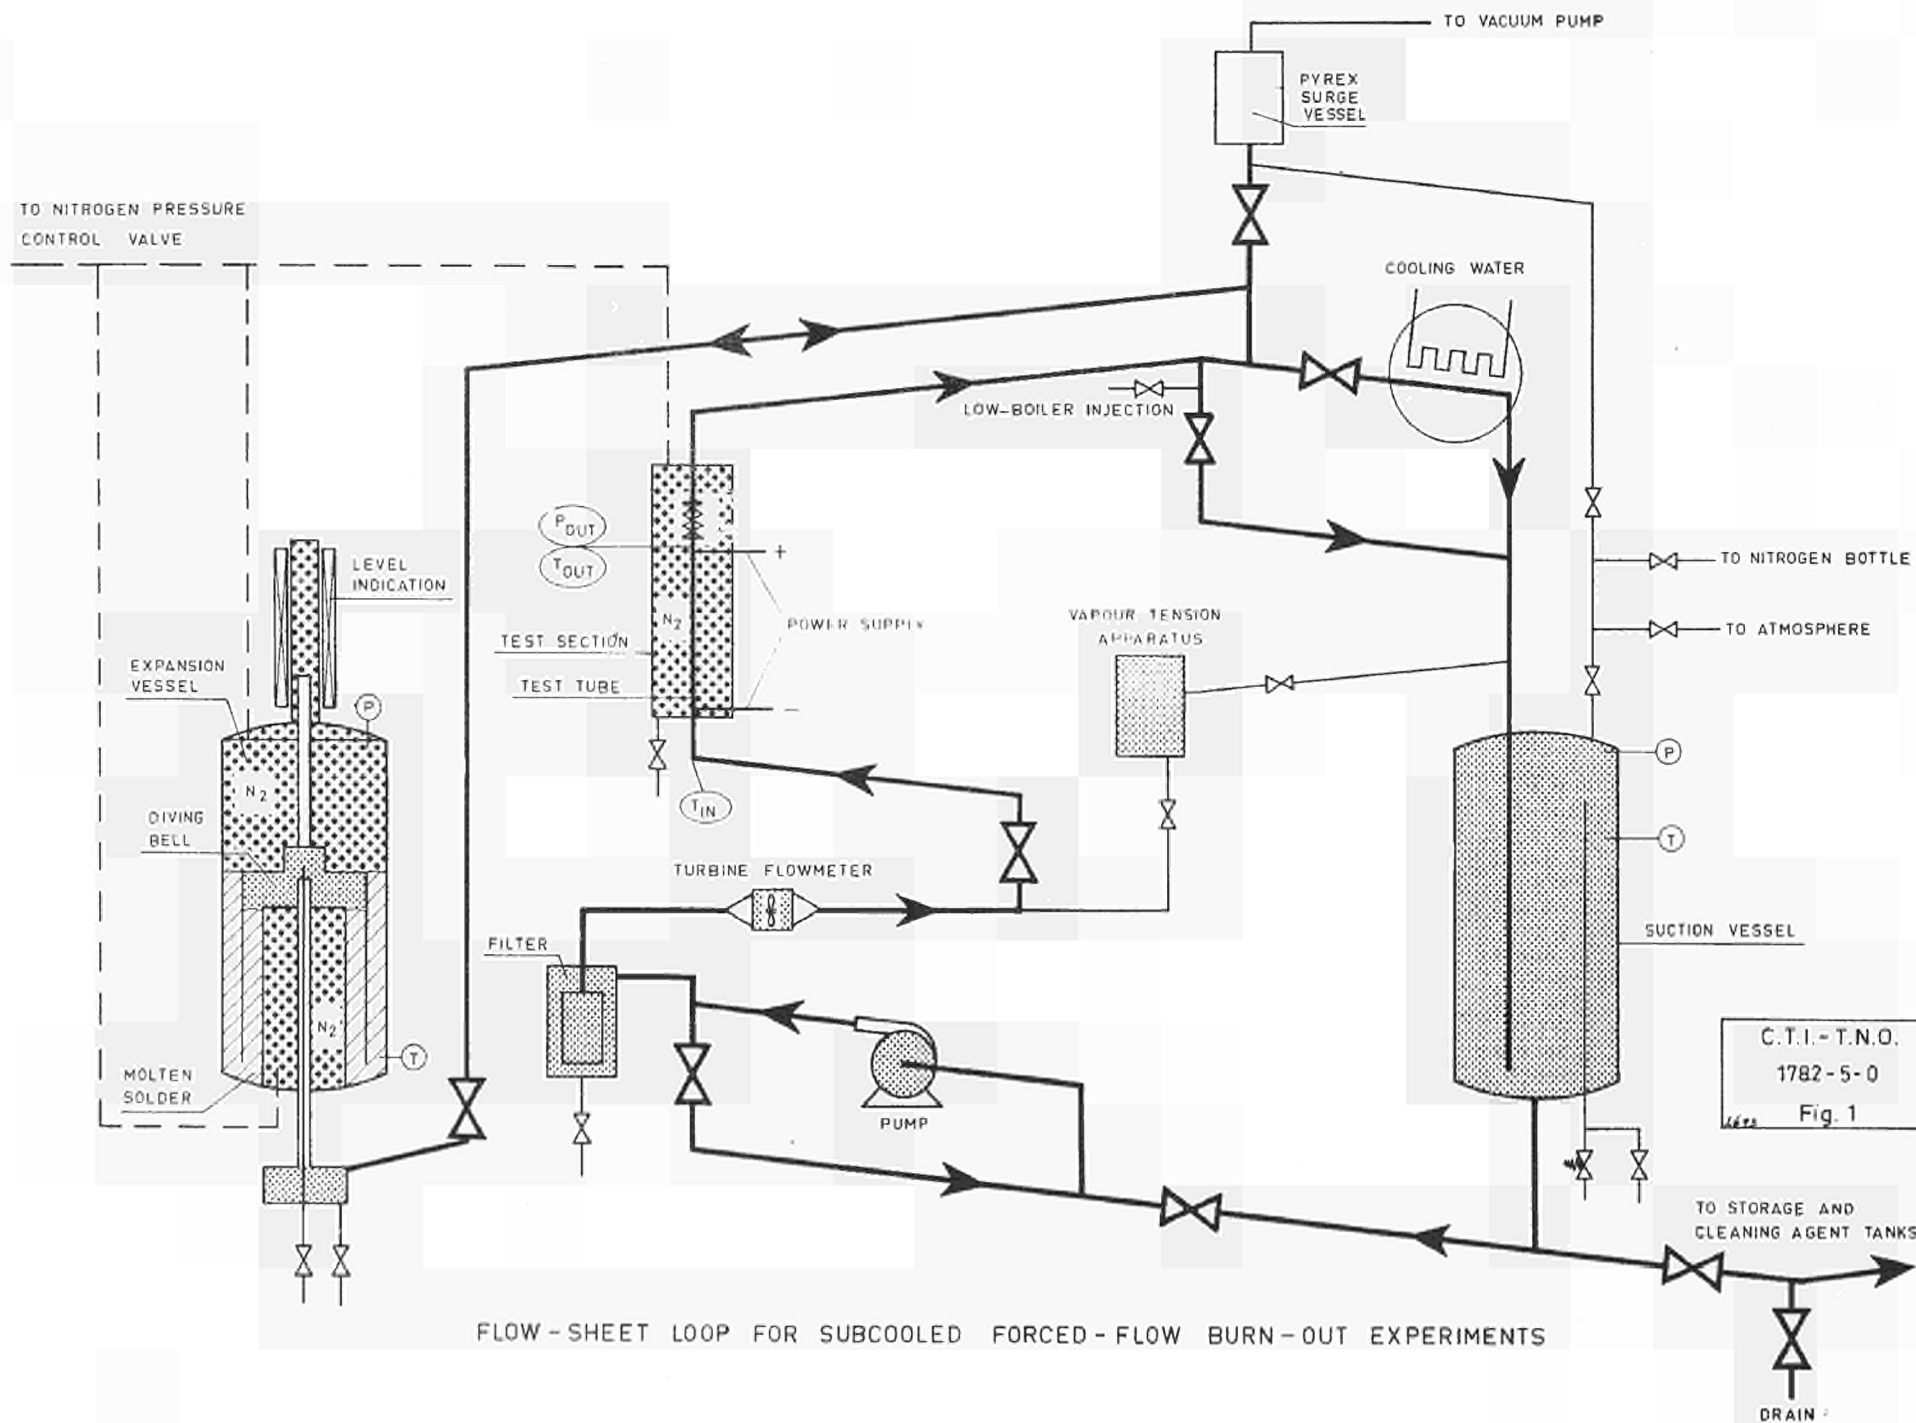 TO VACUUM PUMP
PYREX
SURGE
VESSEL
TO NITROGEN PRESSURE
CONTROL VALVE
COOLING WATER
LOW-BOILER INJECTION
P OUT
T OUT
+
LEVEL
INDICATION
N2
POWER SUPPLY
TEST SECTION
TEST TUBE
−
VAPOUR TENSION
APPARATUS
TO NITROGEN BOTTLE
TO ATMOSPHERE
EXPANSION
VESSEL
P
P
N2
T IN
DIVING
BELL
T
TURBINE FLOWMETER
FILTER
SUCTION VESSEL
N2
T
MOLTEN
SOLDER
PUMP
C.T.I.-T.N.O.
1782-5-0
Fig. 1
TO STORAGE AND
CLEANING AGENT TANKS
FLOW-SHEET LOOP FOR SUBCOOLED FORCED-FLOW BURN-OUT EXPERIMENTS
DRAIN